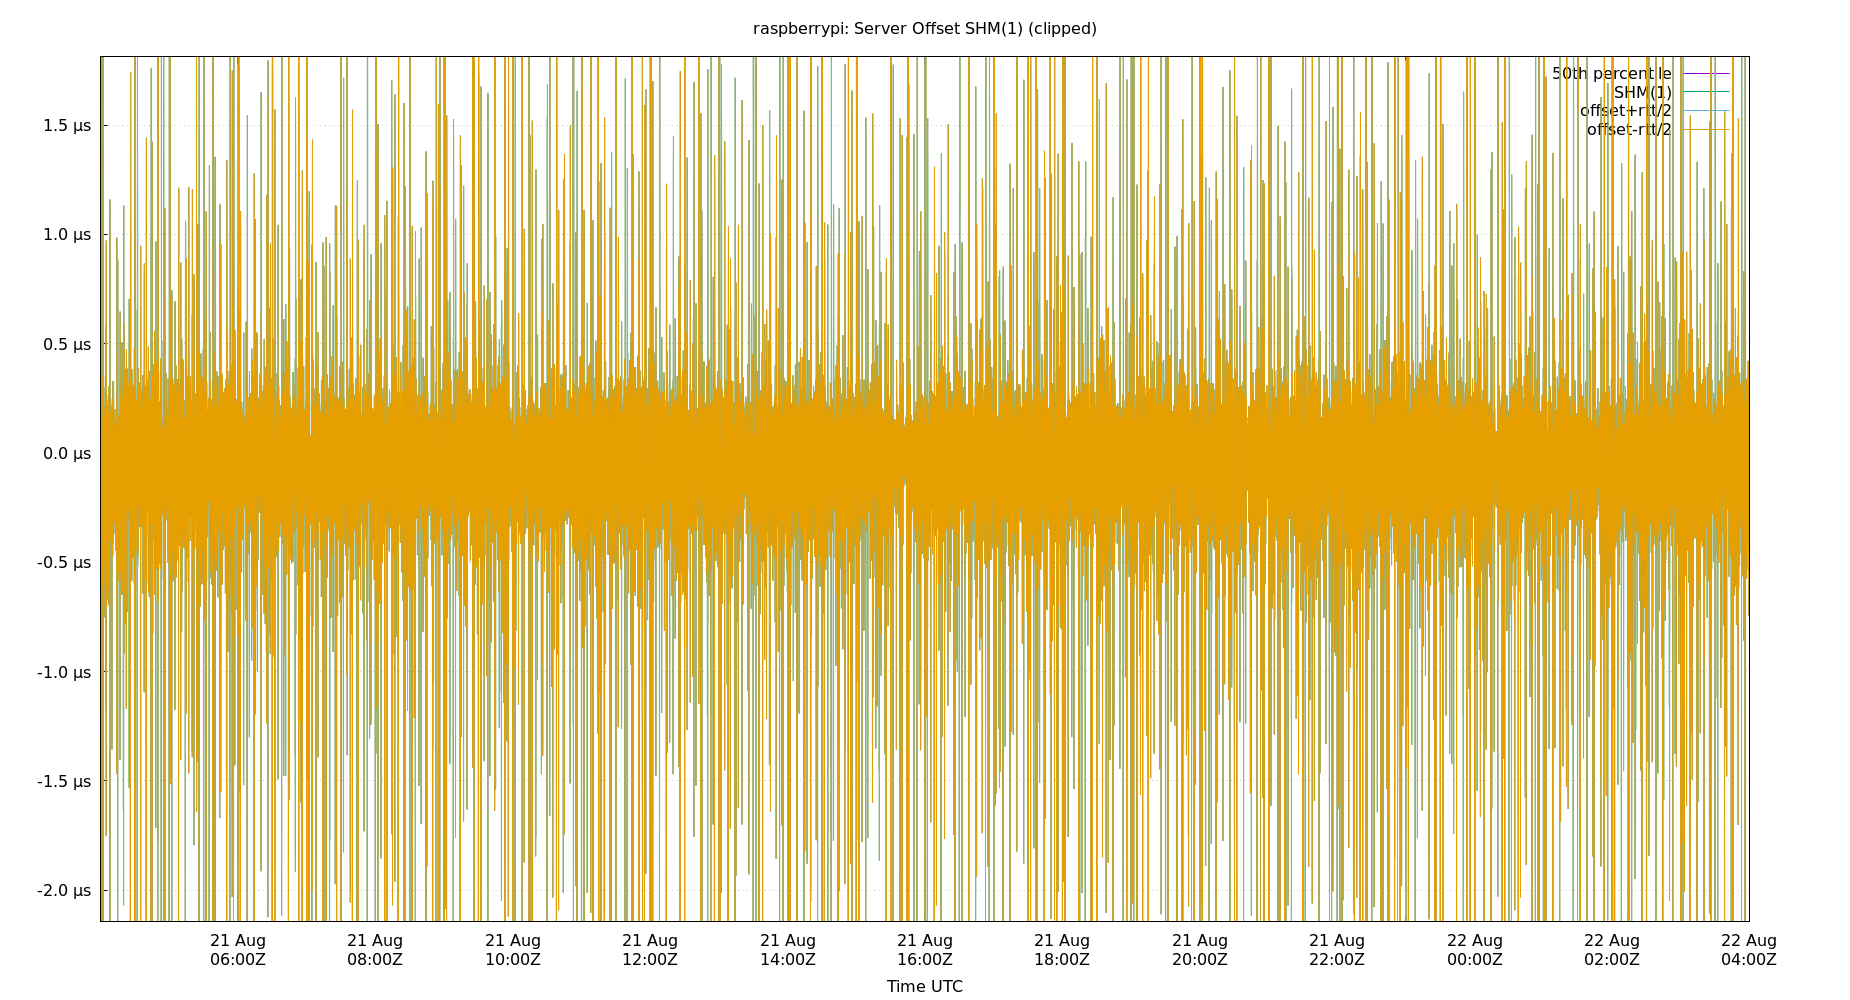 raspberrypi: Server Offset SHM(1) (clipped)
50th percentile
SHM(1)
offset+rtt/2
offset-rtt/2
1.5 µs
1.0 µs
0.5 µs
0.0 µs
-0.5 µs
-1.0 µs
-1.5 µs
-2.0 µs
21 Aug 21 Aug 21 Aug 21 Aug 21 Aug 21 Aug 21 Aug 21 Aug 21 Aug 22 Aug 22 Aug 22 Aug
06:00Z 08:00Z 10:00Z 12:00Z 14:00Z 16:00Z 18:00Z 20:00Z 22:00Z 00:00Z 02:00Z 04:00Z
Time UTC